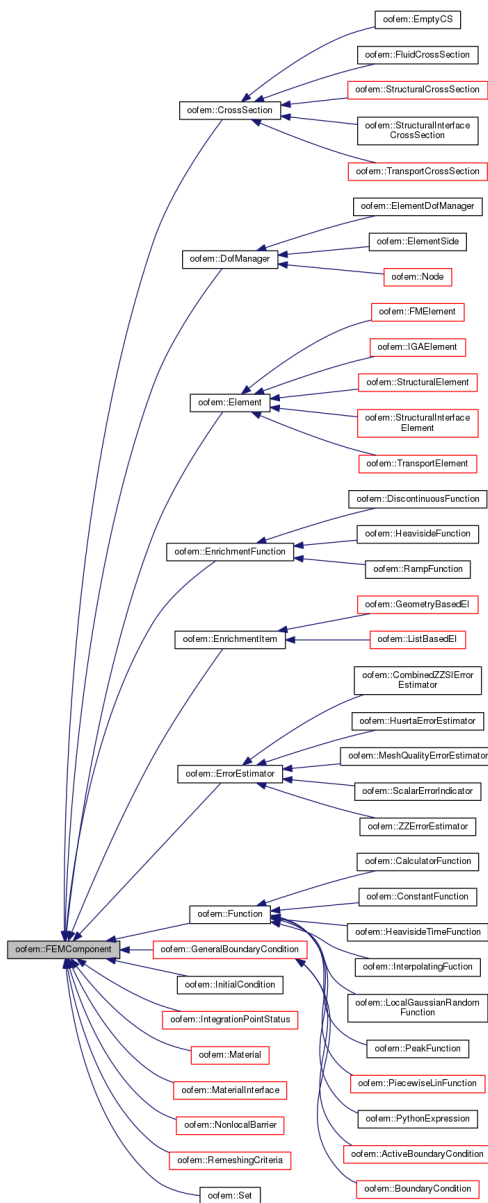 oofem::EmptyCS
oofem::FluidCrossSection
oofem::StructuralCrossSection
oofem::CrossSection
oofem::StructuralInterface
CrossSection
oofem::TransportCrossSection
oofem::ElementDofManager
oofem::ElementSide
oofem::DofManager
oofem::Node
oofem::FMElement
oofem::IGAElement
oofem::StructuralElement
oofem::Element
oofem::StructuralInterface
Element
oofem::TransportElement
oofem::DiscontinuousFunction
oofem::HeavisideFunction
oofem::EnrichmentFunction
oofem::RampFunction
oofem::GeometryBasedEI
oofem::EnrichmentItem
oofem::ListBasedEI
oofem::CombinedZZSIError
Estimator
oofem::HuertaErrorEstimator
oofem::MeshQualityErrorEstimator
oofem::ErrorEstimator
oofem::ScalarErrorIndicator
oofem::ZZErrorEstimator
oofem::CalculatorFunction
oofem::ConstantFunction
oofem::Function
oofem::HeavisideTimeFunction
oofem::FEMComponent
oofem::GeneralBoundaryCondition
oofem::InterpolatingFuction
oofem::InitialCondition
oofem::LocalGaussianRandom
Function
oofem::IntegrationPointStatus
oofem::PeakFunction
oofem::Material
oofem::PiecewiseLinFunction
oofem::MaterialInterface
oofem::PythonExpression
oofem::NonlocalBarrier
oofem::ActiveBoundaryCondition
oofem::RemeshingCriteria
oofem::BoundaryCondition
oofem::Set